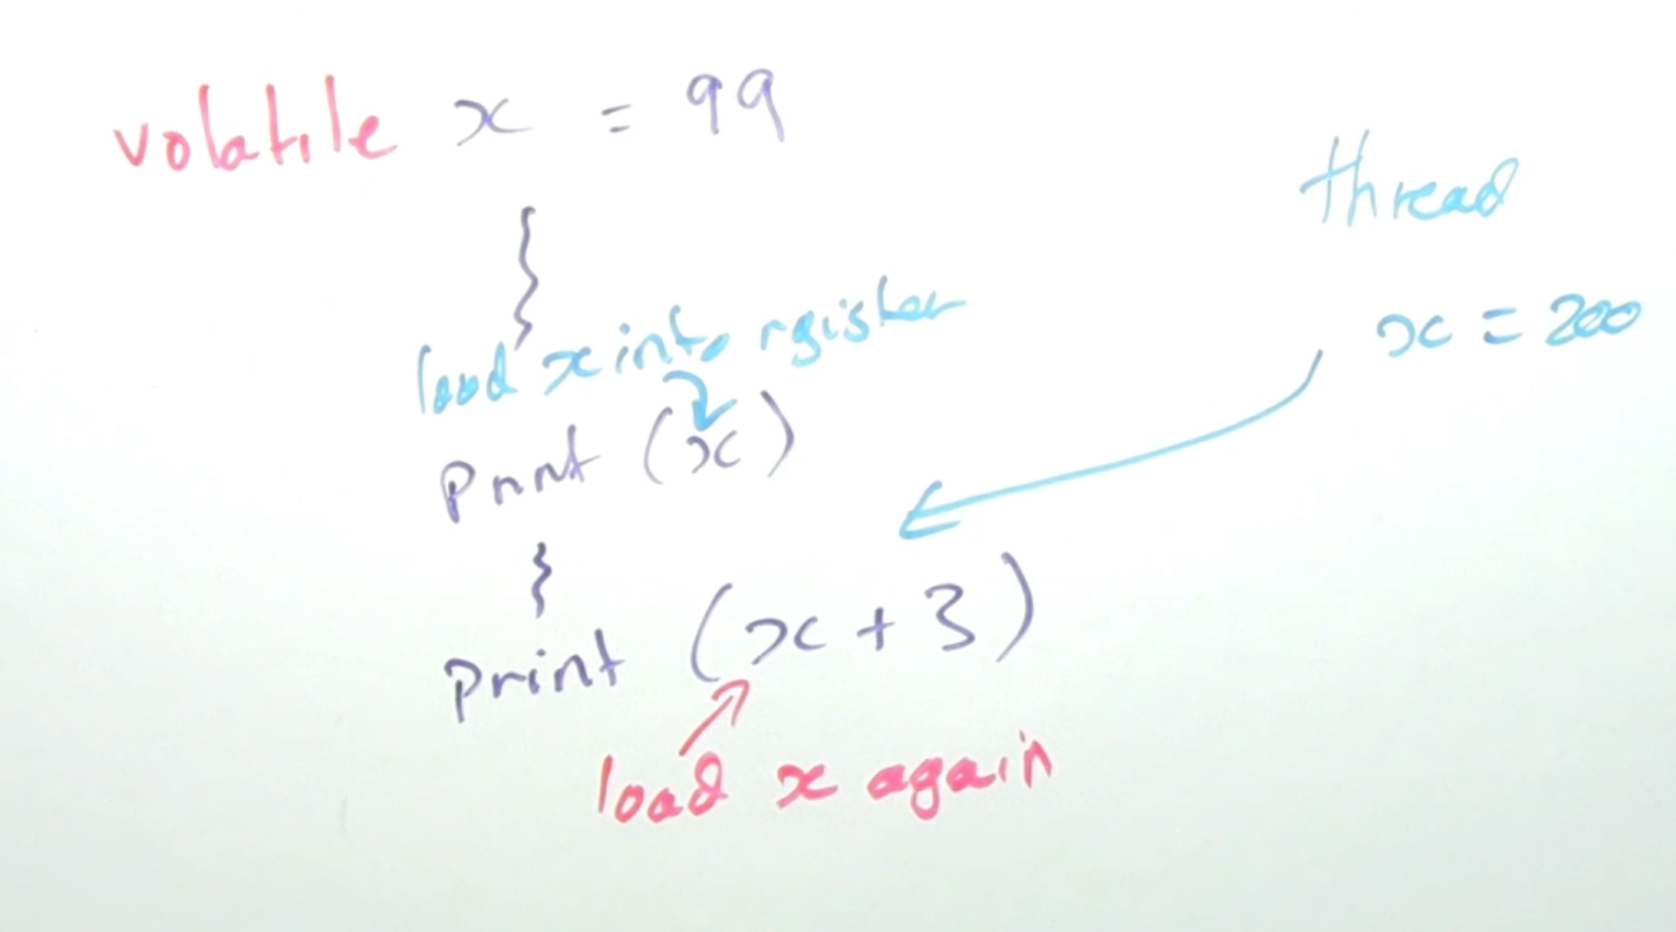 volatile x = 99
thread
x = 200
load x into rgister
Print (x)
print (x + 3)
load x again